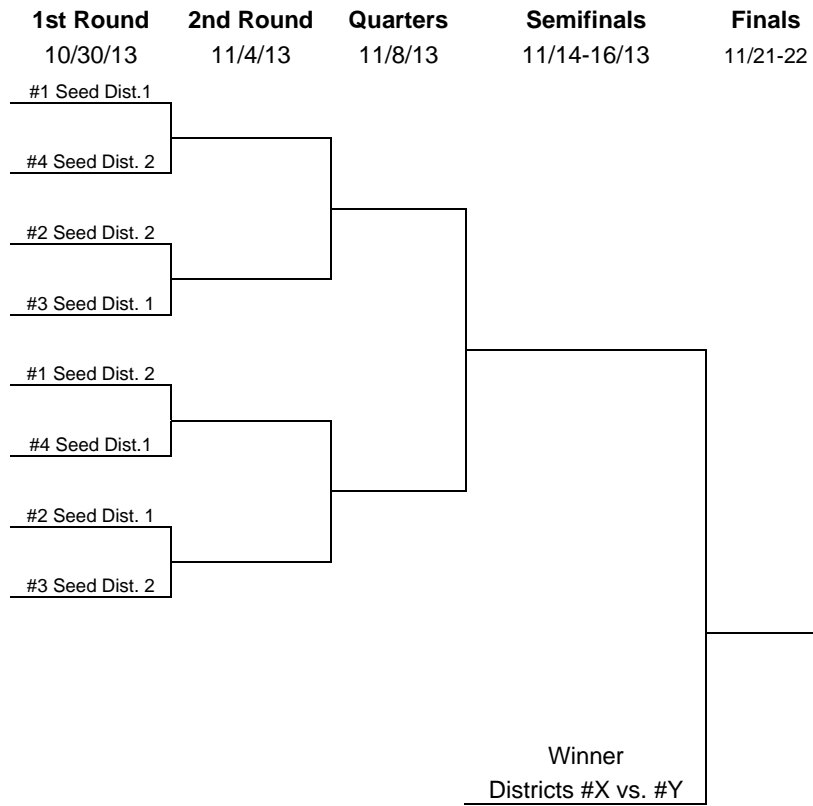 1st Round 2nd Round Quarters Semifinals Finals
10/30/13 11/4/13 11/8/13 11/14-16/13 11/21-22
#1 Seed Dist.1
#4 Seed Dist. 2
#2 Seed Dist. 2
#3 Seed Dist. 1
#1 Seed Dist. 2
#4 Seed Dist.1
#2 Seed Dist. 1
#3 Seed Dist. 2
Winner
Districts #X vs. #Y